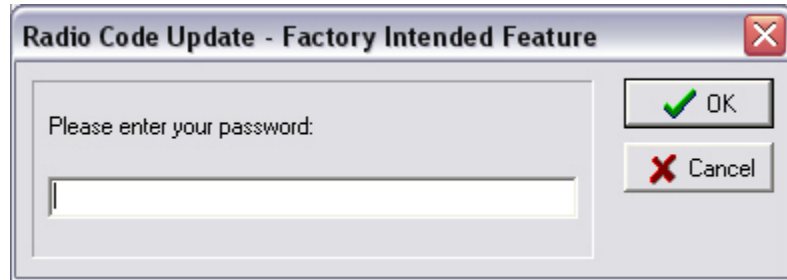 Radio Code Update - Factory Intended Feature
Please enter your password:
OK
Cancel